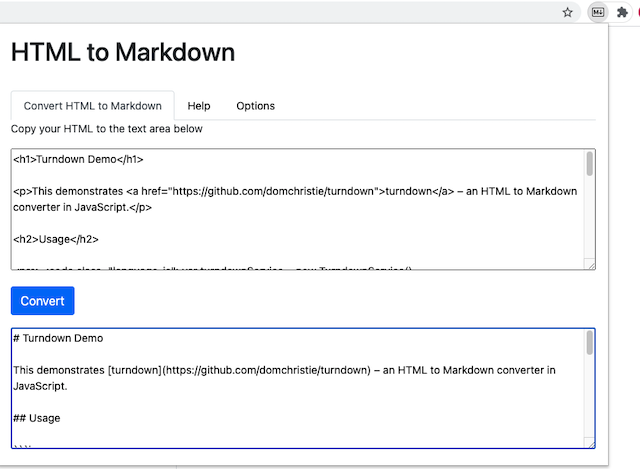 HTML to Markdown
Convert HTML to Markdown Help Options
Copy your HTML to the text area below
<h1>Turndown Demo</h1>
<p>This demonstrates <a href="https://github.com/domchristie/turndown">turndown</a> – an HTML to Markdown
converter in JavaScript.</p>
<h2>Usage</h2>
Convert
# Turndown Demo
This demonstrates [turndown](https://github.com/domchristie/turndown) – an HTML to Markdown converter in
JavaScript.
## Usage